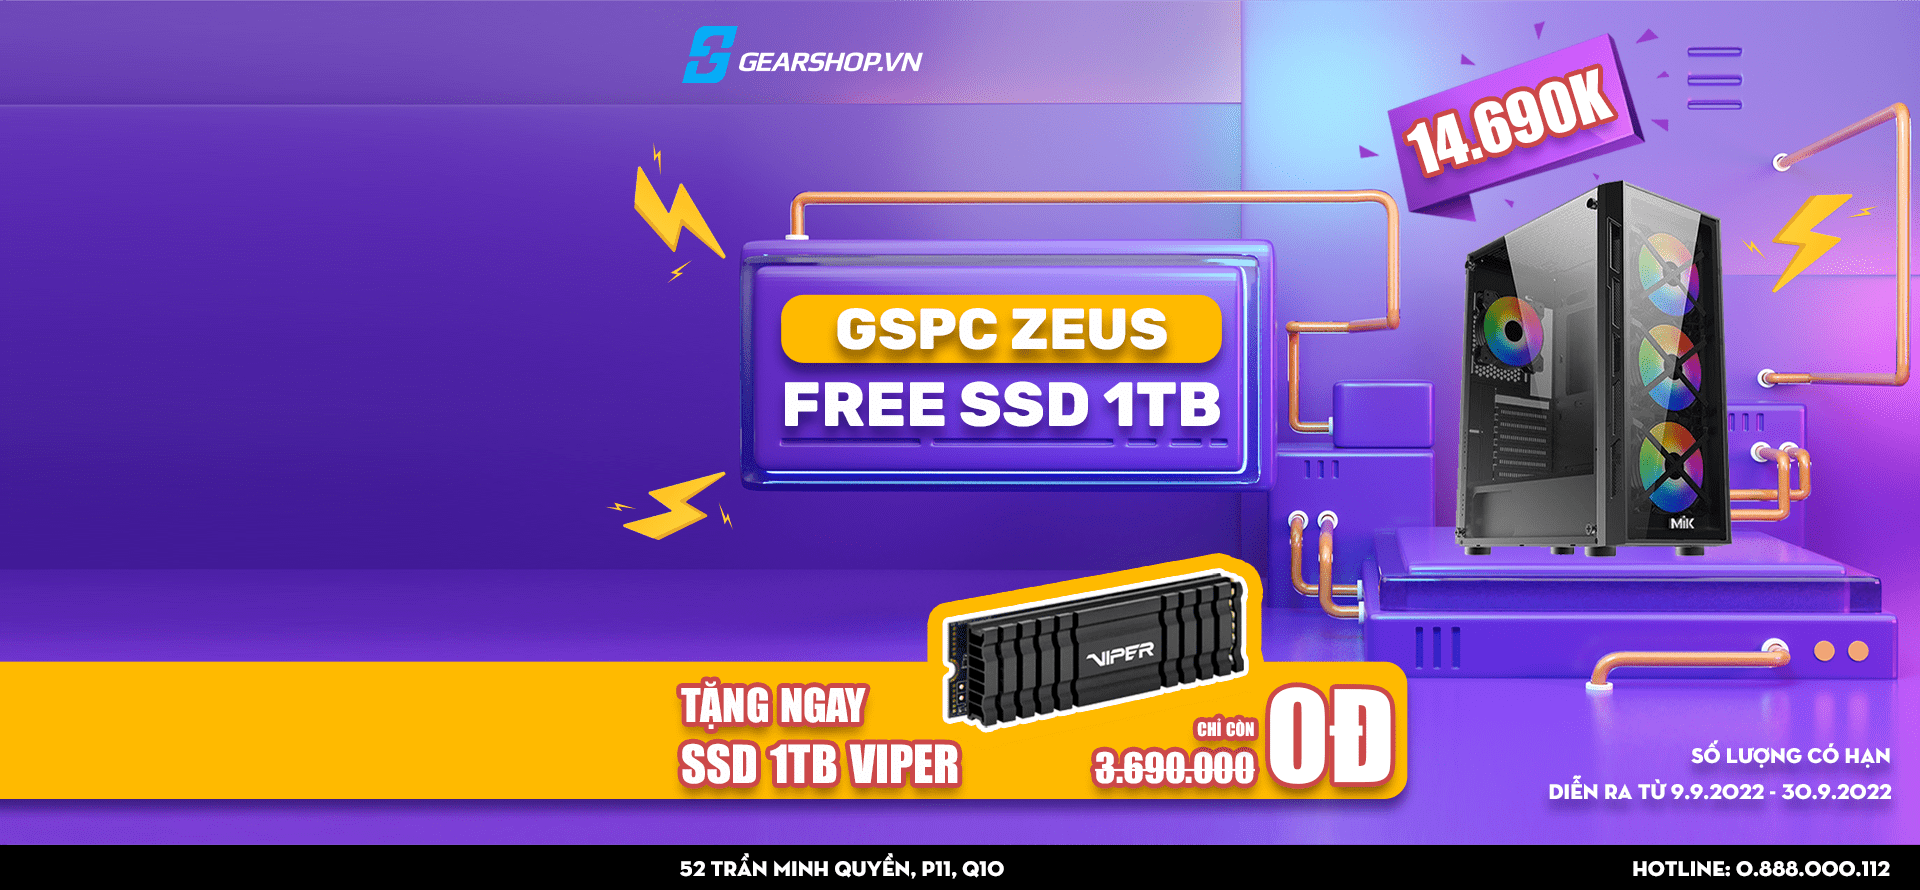 GEARSHOP.VN
14.690K
GSPC ZEUS
FREE SSD 1TB
MIK
VIPER
TẶNG NGAY
SSD 1TB VIPER
CHỈ CÒN
3.690.000
0Đ
SỐ LƯỢNG CÓ HẠN
DIỄN RA TỪ 9.9.2022 - 30.9.2022
52 TRẦN MINH QUYỀN, P11, Q10
HOTLINE: 0.888.000.112